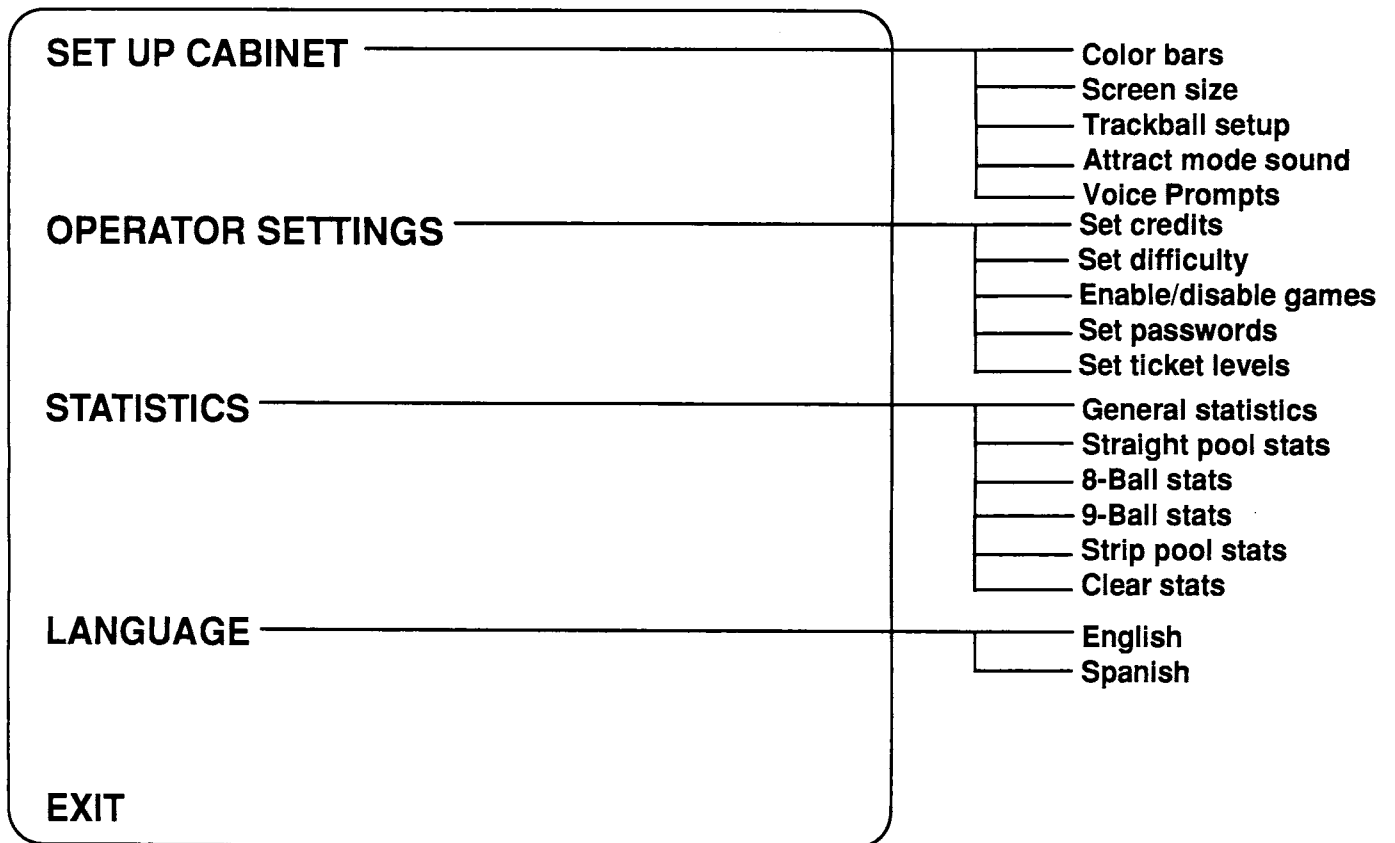 SET UP CABINET
Color bars
Screen size
Trackball setup
Attract mode sound
Voice Prompts
OPERATOR SETTINGS
Set credits
Set difficulty
Enable/disable games
Set passwords
Set ticket levels
STATISTICS
General statistics
Straight pool stats
8-Ball stats
9-Ball stats
Strip pool stats
Clear stats
LANGUAGE
English
Spanish
EXIT